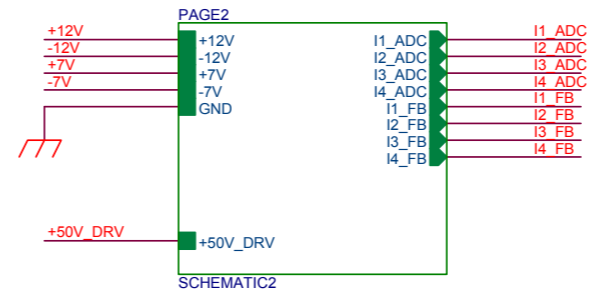 PAGE2
+12V
-12V
+7V
-7V
+12V
-12V
+7V
-7V
GND
I1_ADC
I2_ADC
I3_ADC
I4_ADC
I1_FB
I2_FB
I3_FB
I4_FB
I1_ADC
I2_ADC
I3_ADC
I4_ADC
I1_FB
I2_FB
I3_FB
I4_FB
+50V_DRV
+50V_DRV
SCHEMATIC2